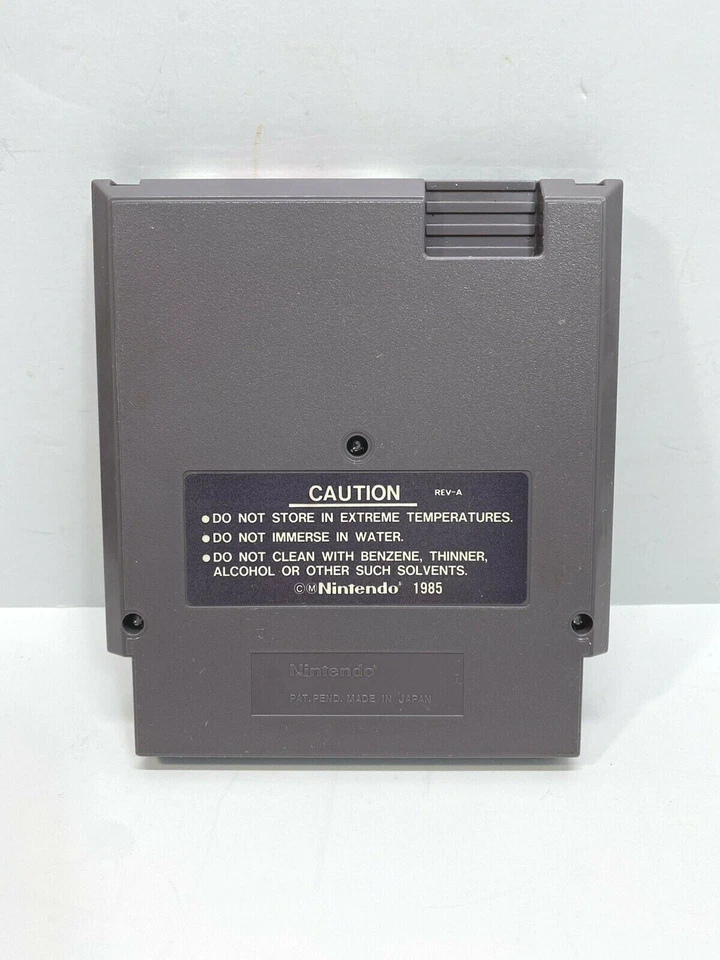 CAUTION REV-A
● DO NOT STORE IN EXTREME TEMPERATURES.
● DO NOT IMMERSE IN WATER.
● DO NOT CLEAN WITH BENZENE, THINNER,
ALCOHOL OR OTHER SUCH SOLVENTS.
©Ⓜ Nintendo® 1985
Nintendo®
PAT. PEND. MADE IN JAPAN